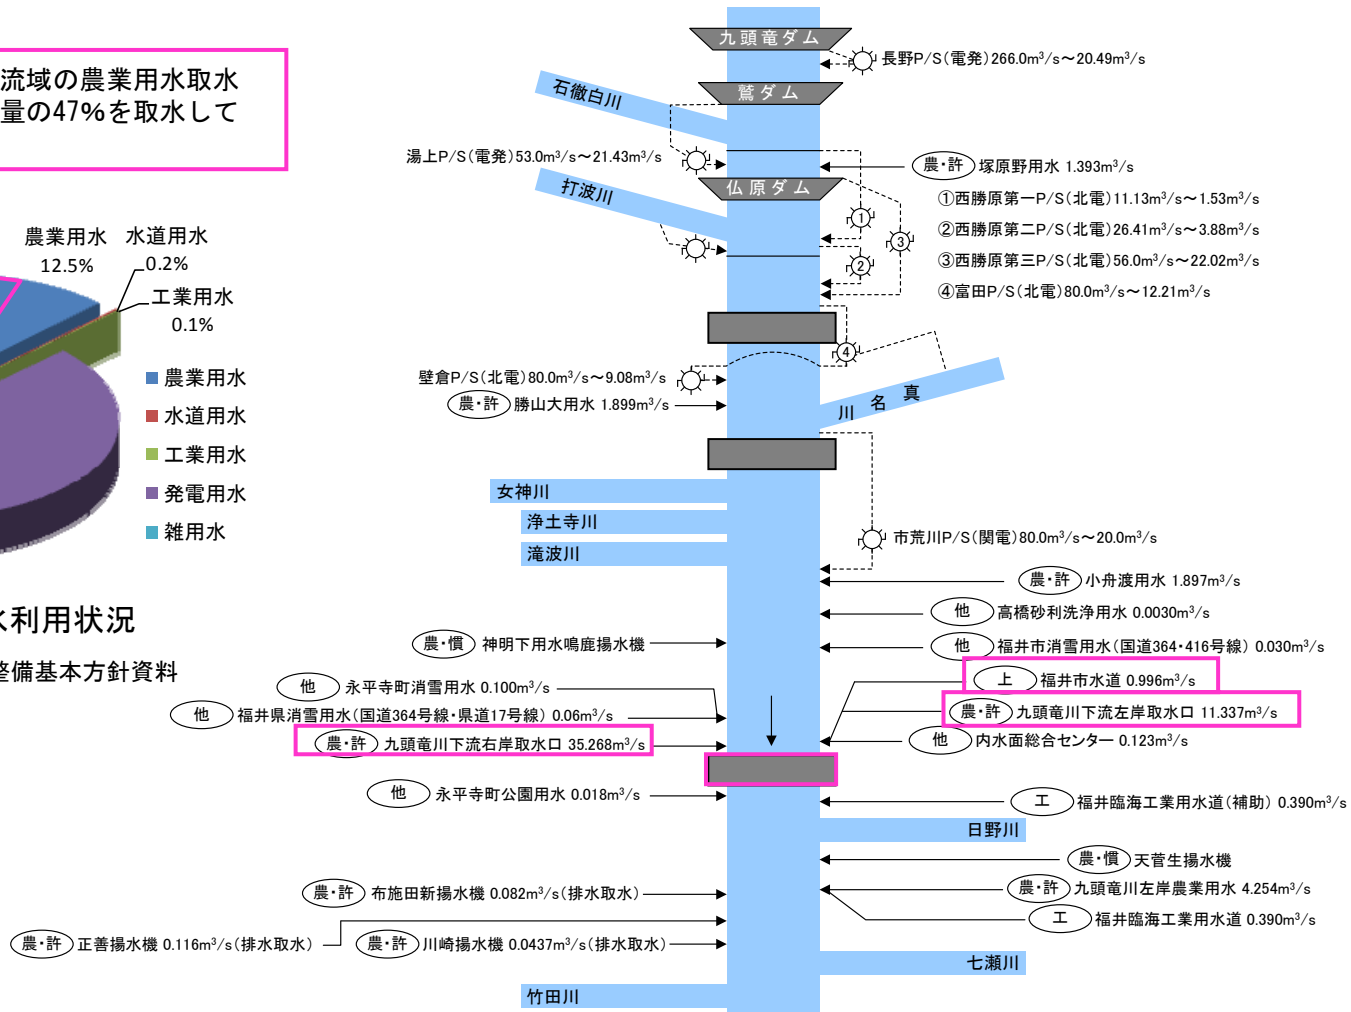 流域の農業用水取水
量の47%を取水して
農業用水
12.5%
水道用水
0.2%
工業用水
0.1%
農業用水
水道用水
工業用水
発電用水
雑用水
水利用状況
整備基本方針資料
九頭竜ダム
長野P/S(電発)266.0m³/s～20.49m³/s
鷲ダム
石徹白川
湯上P/S(電発)53.0m³/s～21.43m³/s
農・許 塚原野用水 1.393m³/s
仏原ダム
打波川
①西勝原第一P/S(北電)11.13m³/s～1.53m³/s
②西勝原第二P/S(北電)26.41m³/s～3.88m³/s
③西勝原第三P/S(北電)56.0m³/s～22.02m³/s
④富田P/S(北電)80.0m³/s～12.21m³/s
①
③
②
④
壁倉P/S(北電)80.0m³/s～9.08m³/s
農・許 勝山大用水 1.899m³/s
川名真
女神川
浄土寺川
滝波川
市荒川P/S(関電)80.0m³/s～20.0m³/s
農・許 小舟渡用水 1.897m³/s
他 高橋砂利洗浄用水 0.0030m³/s
農・慣 神明下用水鳴鹿揚水機
他 福井市消雪用水(国道364・416号線) 0.030m³/s
上 福井市水道 0.996m³/s
他 永平寺町消雪用水 0.100m³/s
農・許 九頭竜川下流左岸取水口 11.337m³/s
他 福井県消雪用水(国道364号線・県道17号線) 0.06m³/s
農・許 九頭竜川下流右岸取水口 35.268m³/s
他 内水面総合センター 0.123m³/s
他 永平寺町公園用水 0.018m³/s
工 福井臨海工業用水道(補助) 0.390m³/s
日野川
農・慣 天菅生揚水機
農・許 布施田新揚水機 0.082m³/s(排水取水)
農・許 九頭竜川左岸農業用水 4.254m³/s
工 福井臨海工業用水道 0.390m³/s
農・許 正善揚水機 0.116m³/s(排水取水)
農・許 川崎揚水機 0.0437m³/s(排水取水)
七瀬川
竹田川